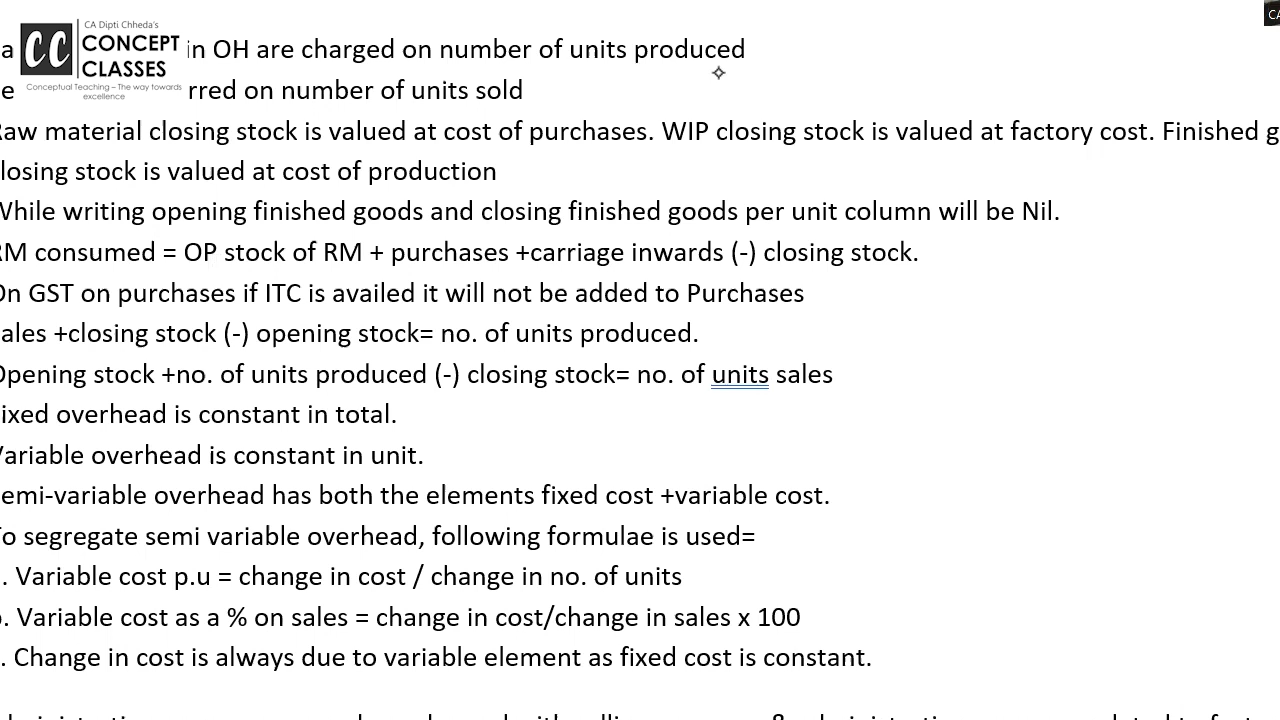 CA Dipti Chheda's
CC CONCEPT CLASSES
Conceptual Teaching – The way towards excellence
in OH are charged on number of units produced
rred on number of units sold
Raw material closing stock is valued at cost of purchases. WIP closing stock is valued at factory cost. Finished g
losing stock is valued at cost of production
While writing opening finished goods and closing finished goods per unit column will be Nil.
RM consumed = OP stock of RM + purchases +carriage inwards (-) closing stock.
On GST on purchases if ITC is availed it will not be added to Purchases
ales +closing stock (-) opening stock= no. of units produced.
Opening stock +no. of units produced (-) closing stock= no. of units sales
ixed overhead is constant in total.
Variable overhead is constant in unit.
emi-variable overhead has both the elements fixed cost +variable cost.
To segregate semi variable overhead, following formulae is used=
. Variable cost p.u = change in cost / change in no. of units
b. Variable cost as a % on sales = change in cost/change in sales x 100
. Change in cost is always due to variable element as fixed cost is constant.